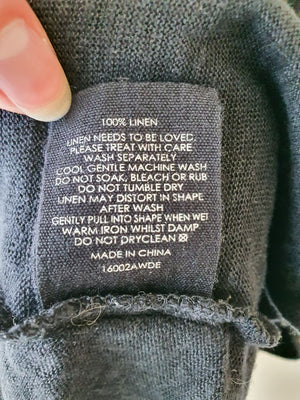 100% LINEN
LINEN NEEDS TO BE LOVED.
PLEASE TREAT WITH CARE
WASH SEPARATELY
COOL GENTLE MACHINE WASH
DO NOT SOAK, BLEACH OR RUB
DO NOT TUMBLE DRY
LINEN MAY DISTORT IN SHAPE
AFTER WASH
GENTLY PULL INTO SHAPE WHEN WET
WARM IRON WHILST DAMP
DO NOT DRYCLEAN ⊠
MADE IN CHINA
16002AWDE